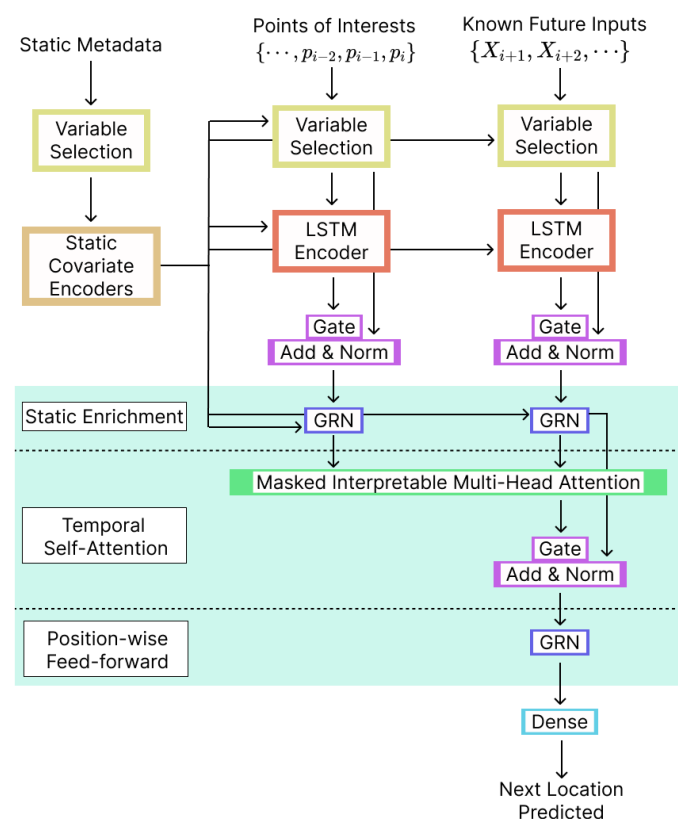 Static Metadata
Points of Interests
{⋯, p_{i−2}, p_{i−1}, p_i}
Known Future Inputs
{X_{i+1}, X_{i+2}, ⋯}
Variable
Selection
Variable
Selection
Variable
Selection
Static
Covariate
Encoders
LSTM
Encoder
LSTM
Encoder
Gate
Add & Norm
Gate
Add & Norm
Static Enrichment
GRN
GRN
Masked Interpretable Multi-Head Attention
Temporal
Self-Attention
Gate
Add & Norm
Position-wise
Feed-forward
GRN
Dense
Next Location
Predicted